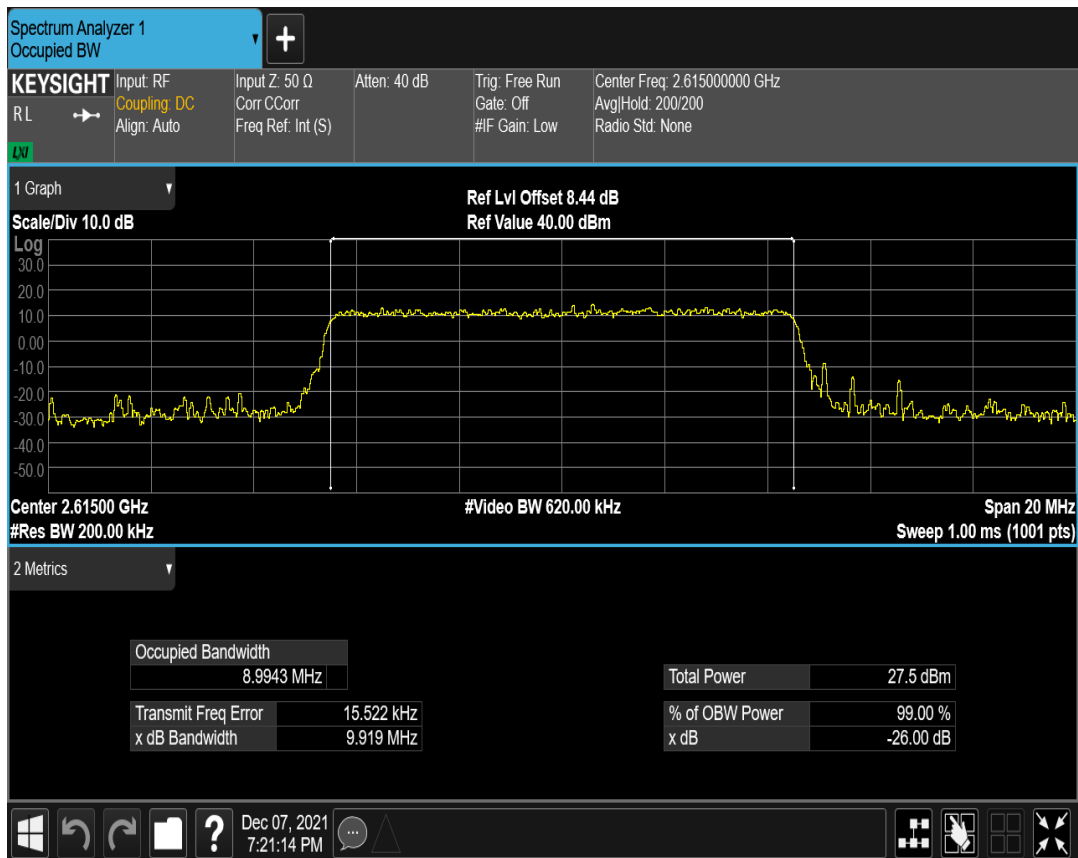 Spectrum Analyzer 1
Occupied BW
+
KEYSIGHT
R L
LXI
Input: RF
Coupling: DC
Align: Auto
Input Z: 50 Ω
Corr CCorr
Freq Ref: Int (S)
Atten: 40 dB
Trig: Free Run
Gate: Off
#IF Gain: Low
Center Freq: 2.615000000 GHz
Avg|Hold: 200/200
Radio Std: None
1 Graph
Ref Lvl Offset 8.44 dB
Scale/Div 10.0 dB
Ref Value 40.00 dBm
Log
30.0
20.0
10.0
0.00
-10.0
-20.0
-30.0
-40.0
-50.0
Center 2.61500 GHz
#Video BW 620.00 kHz
Span 20 MHz
#Res BW 200.00 kHz
Sweep 1.00 ms (1001 pts)
2 Metrics
Occupied Bandwidth
8.9943 MHz
Total Power 27.5 dBm
Transmit Freq Error 15.522 kHz
% of OBW Power 99.00 %
x dB Bandwidth 9.919 MHz
x dB -26.00 dB
?
Dec 07, 2021
7:21:14 PM